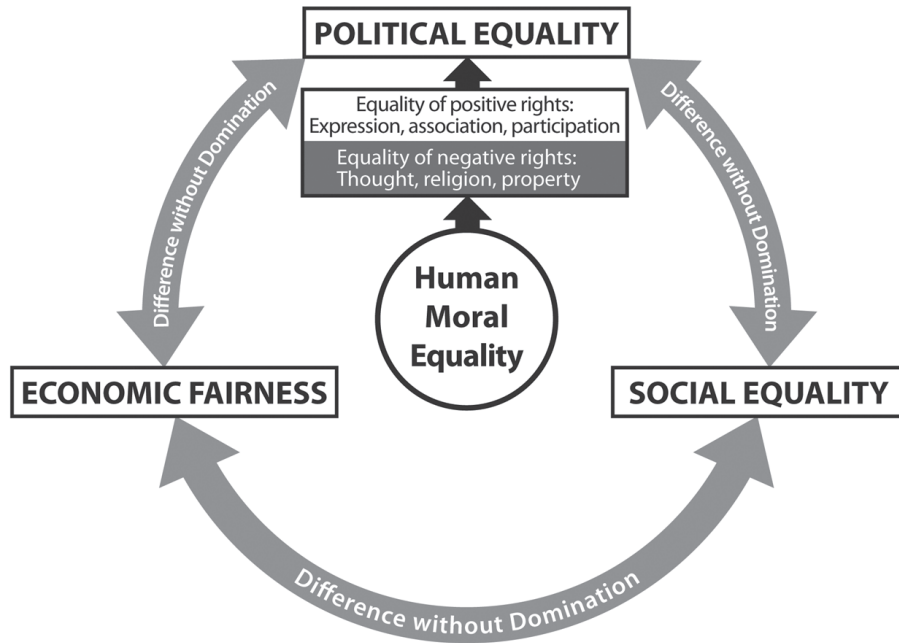 POLITICAL EQUALITY
Equality of positive rights:
Expression, association, participation
Equality of negative rights:
Thought, religion, property
Difference without Domination
Difference without Domination
Human
Moral
Equality
ECONOMIC FAIRNESS
SOCIAL EQUALITY
Difference without Domination